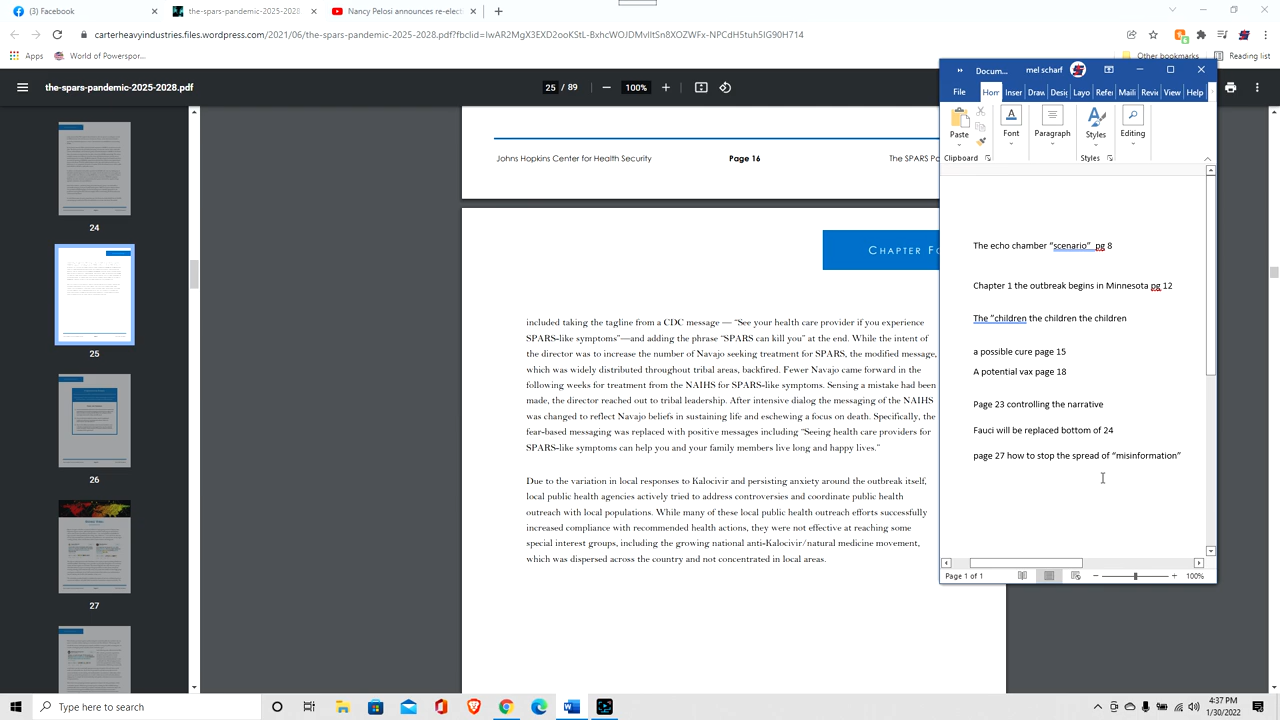 (3) Facebook
the-spars-pandemic-2025-2028
Nancy Pelosi announces re-elect
carterheavyindustries.files.wordpress.com/2021/06/the-spars-pandemic-2025-2028.pdf?fbclid=IwAR2MgX3EXD2ooKStL-BxhcWOJDMvlltSn8XOZWFx-NPCdH5tuh5IG90H714
Apps
World of Powerspor...
Other bookmarks
Reading list
the-spars-pandemic-2025-2028.pdf
25 / 89
100%
24
25
26
27
Johns Hopkins Center for Health Security
Page 16
The SPARS Pa
CHAPTER FO
included taking the tagline from a CDC message — “See your health care provider if you experience
SPARS-like symptoms”—and adding the phrase “SPARS can kill you” at the end. While the intent of
the director was to increase the number of Navajo seeking treatment for SPARS, the modified message,
which was widely distributed throughout tribal areas, backfired. Fewer Navajo came forward in the
following weeks for treatment from the NAIHS for SPARS-like symptoms. Sensing a mistake had been
made, the director reached out to tribal leadership. After intensive dialog the messaging of the NAIHS
was changed to reflect Navajo beliefs in sustaining life and eschewing a focus on death. Specifically, the
fear-based messaging was replaced with positive messages including “Seeing health care providers for
SPARS-like symptoms can help you and your family members live long and happy lives.”
Due to the variation in local responses to Kalocivir and persisting anxiety around the outbreak itself,
local public health agencies actively tried to address controversies and coordinate public health
outreach with local populations. While many of these local public health outreach efforts successfully
increased compliance with recommended health actions, they were not effective at reaching some
special interest groups, including the growing national anti-Kalocivir/natural medicine movement,
which was dispersed across the country and not concentrated in local areas.
Docum...
mel scharf
File
Hom
Inser
Draw
Desig
Layo
Refer
Maili
Revie
View
Help
Paste
Font
Paragraph
Styles
Editing
Clipboard
Styles
The echo chamber “scenario” pg 8
Chapter 1 the outbreak begins in Minnesota pg 12
The “children the children the children
a possible cure page 15
A potential vax page 18
Page 23 controlling the narrative
Fauci will be replaced bottom of 24
page 27 how to stop the spread of “misinformation”
Page 1 of 1
100%
Type here to search
4:37 PM
1/30/2022